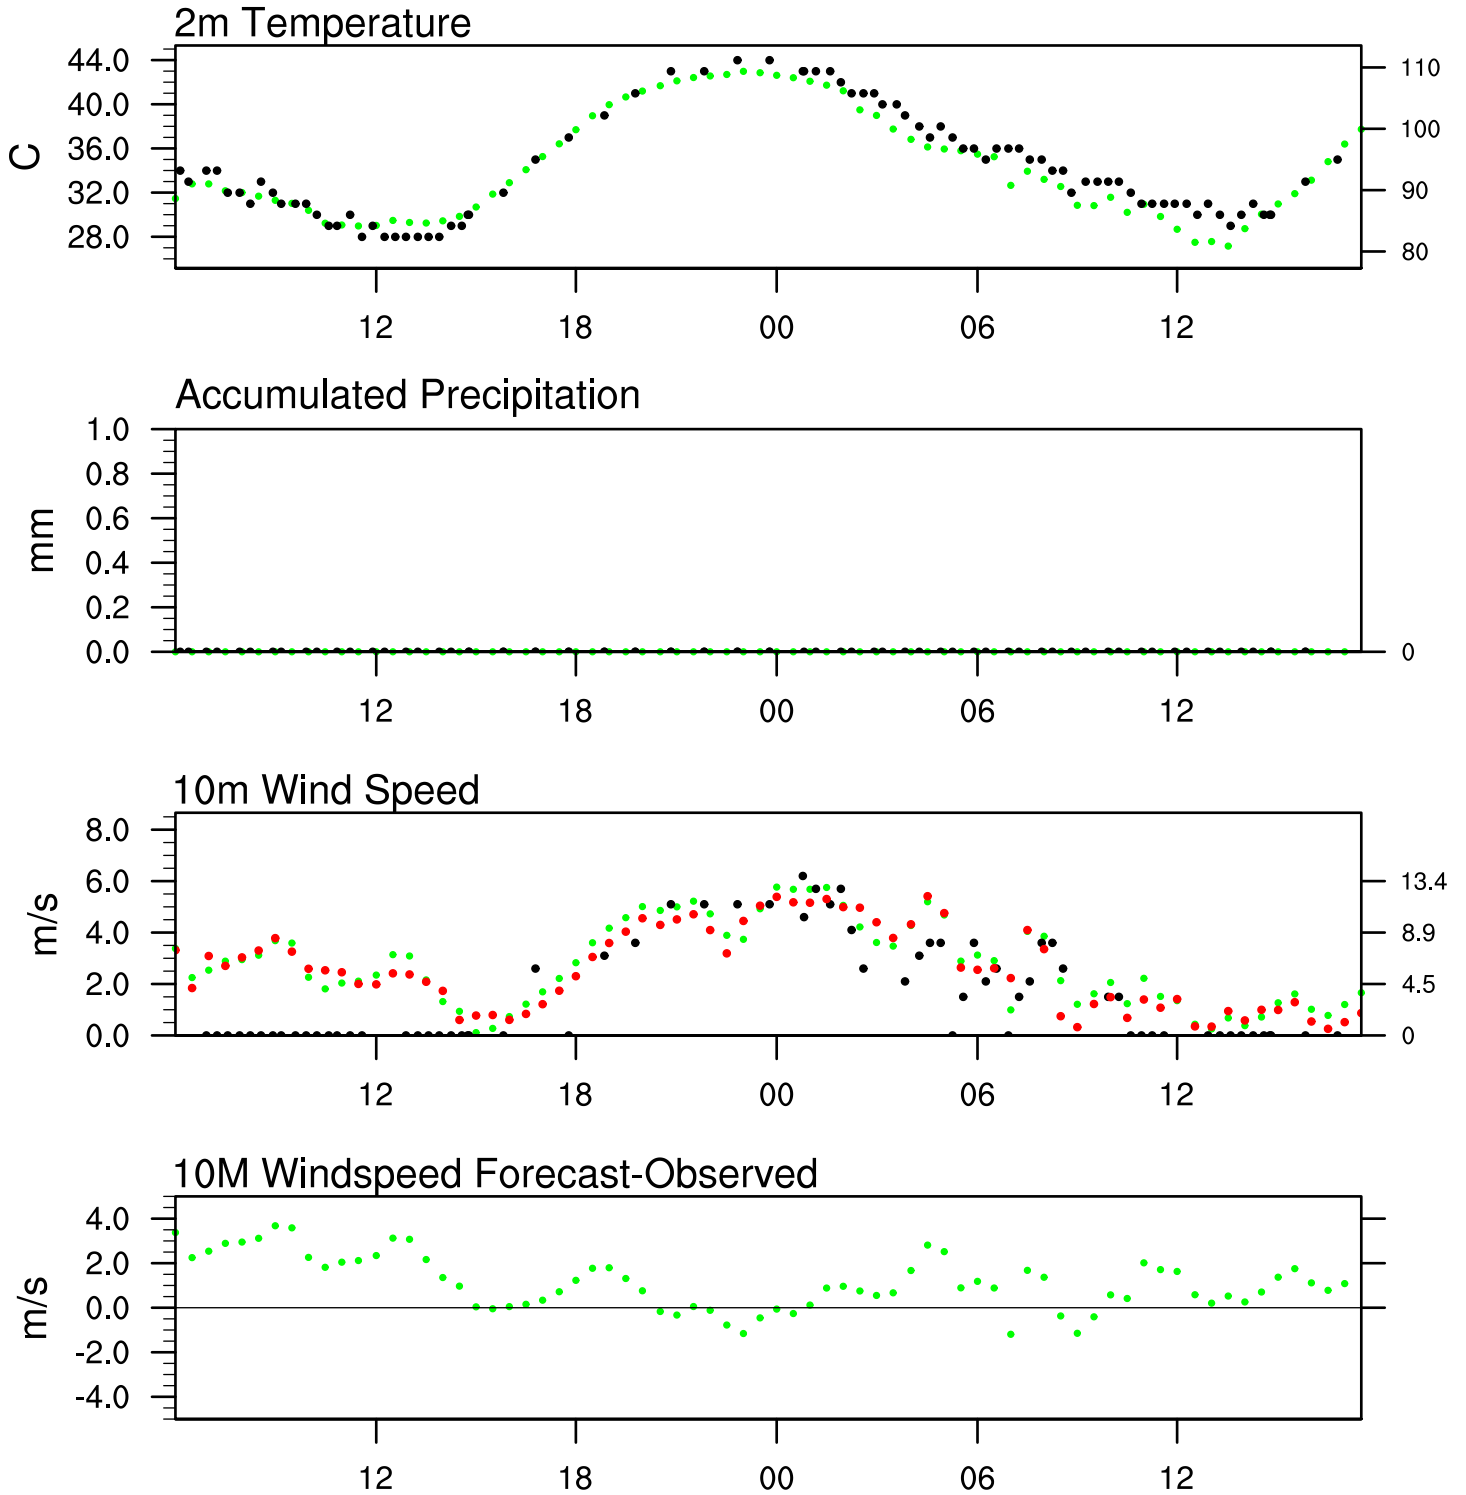 2m Temperature
44.0
40.0
36.0
32.0
28.0
C
110
100
90
80
12 18 00 06 12
Accumulated Precipitation
1.0
0.8
0.6
0.4
0.2
0.0
mm
0
12 18 00 06 12
10m Wind Speed
8.0
6.0
4.0
2.0
0.0
m/s
13.4
8.9
4.5
0
12 18 00 06 12
10M Windspeed Forecast-Observed
4.0
2.0
0.0
-2.0
-4.0
m/s
12 18 00 06 12